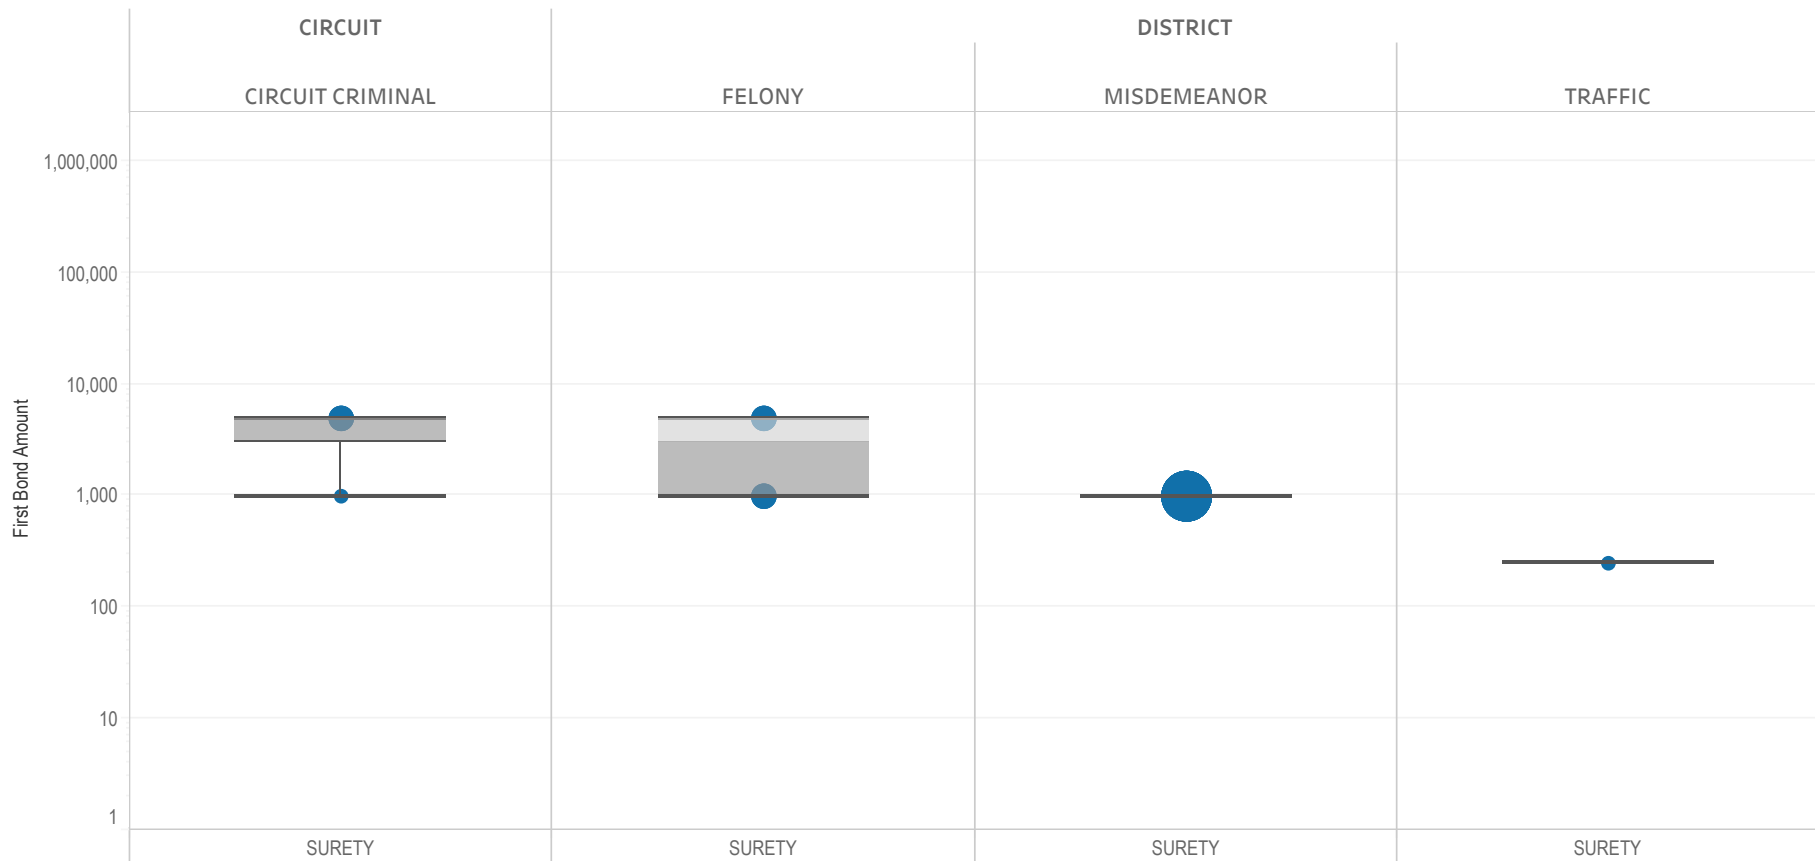 CIRCUIT
DISTRICT
CIRCUIT CRIMINAL
FELONY
MISDEMEANOR
TRAFFIC
First Bond Amount
1,000,000
100,000
10,000
1,000
100
10
1
SURETY
SURETY
SURETY
SURETY